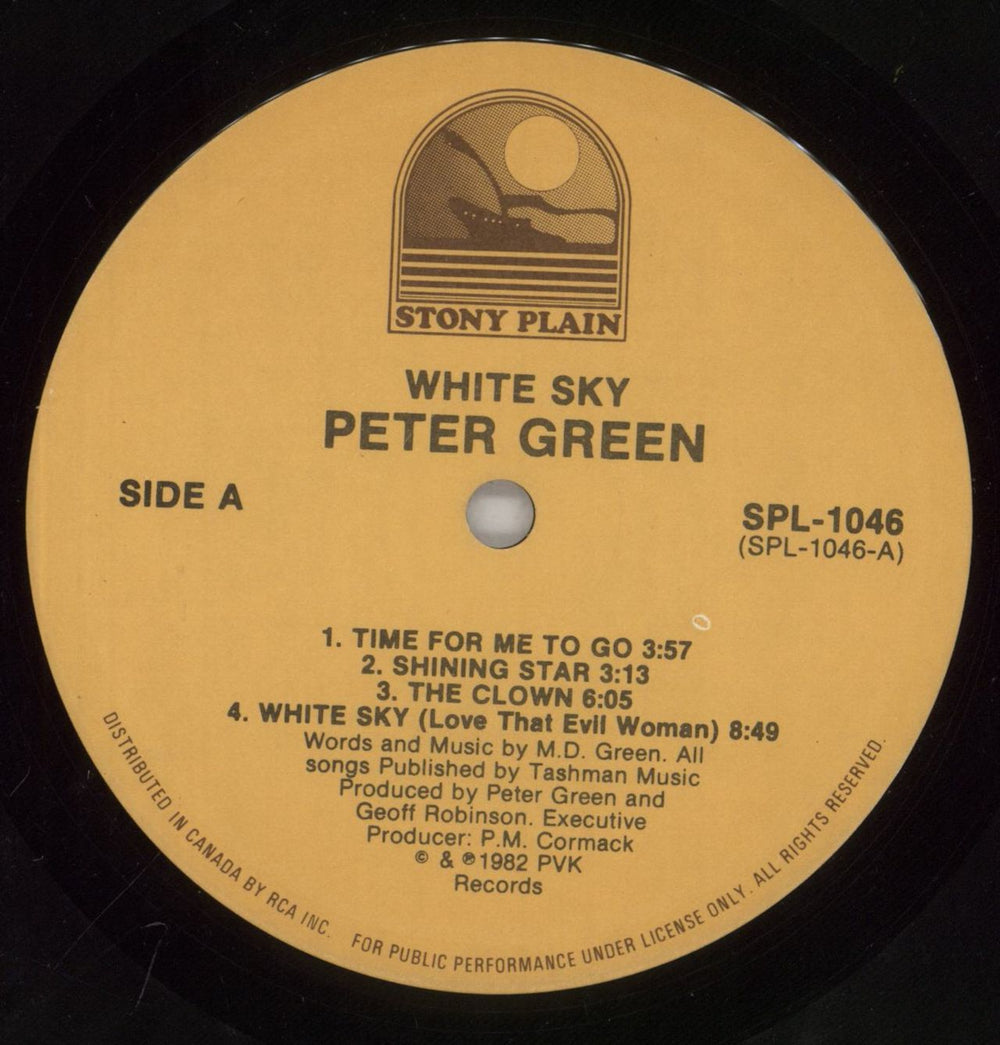 STONY PLAIN
WHITE SKY
PETER GREEN
SIDE A
SPL-1046
(SPL-1046-A)
1. TIME FOR ME TO GO 3:57
2. SHINING STAR 3:13
3. THE CLOWN 6:05
4. WHITE SKY (Love That Evil Woman) 8:49
Words and Music by M.D. Green. All
songs Published by Tashman Music
Produced by Peter Green and
Geoff Robinson. Executive
Producer: P.M. Cormack
© & ℗ 1982 PVK
Records
DISTRIBUTED IN CANADA BY RCA INC. FOR PUBLIC PERFORMANCE UNDER LICENSE ONLY. ALL RIGHTS RESERVED.